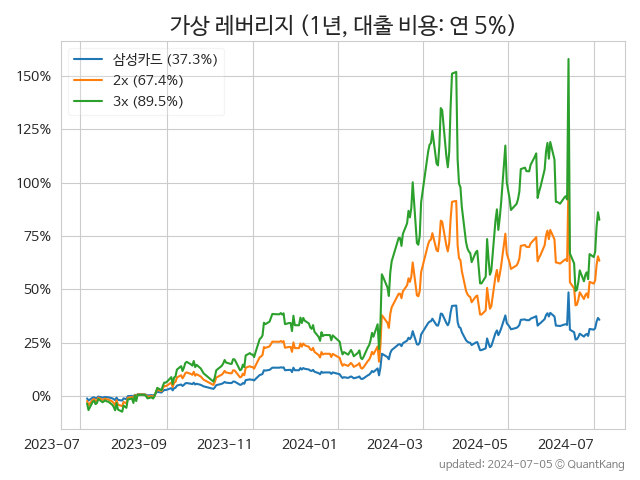 가상 레버리지 (1년, 대출 비용: 연 5%)
삼성카드 (37.3%)
2x (67.4%)
3x (89.5%)
150%
125%
100%
75%
50%
25%
0%
2023-07 2023-09 2023-11 2024-01 2024-03 2024-05 2024-07
updated: 2024-07-05 © QuantKang